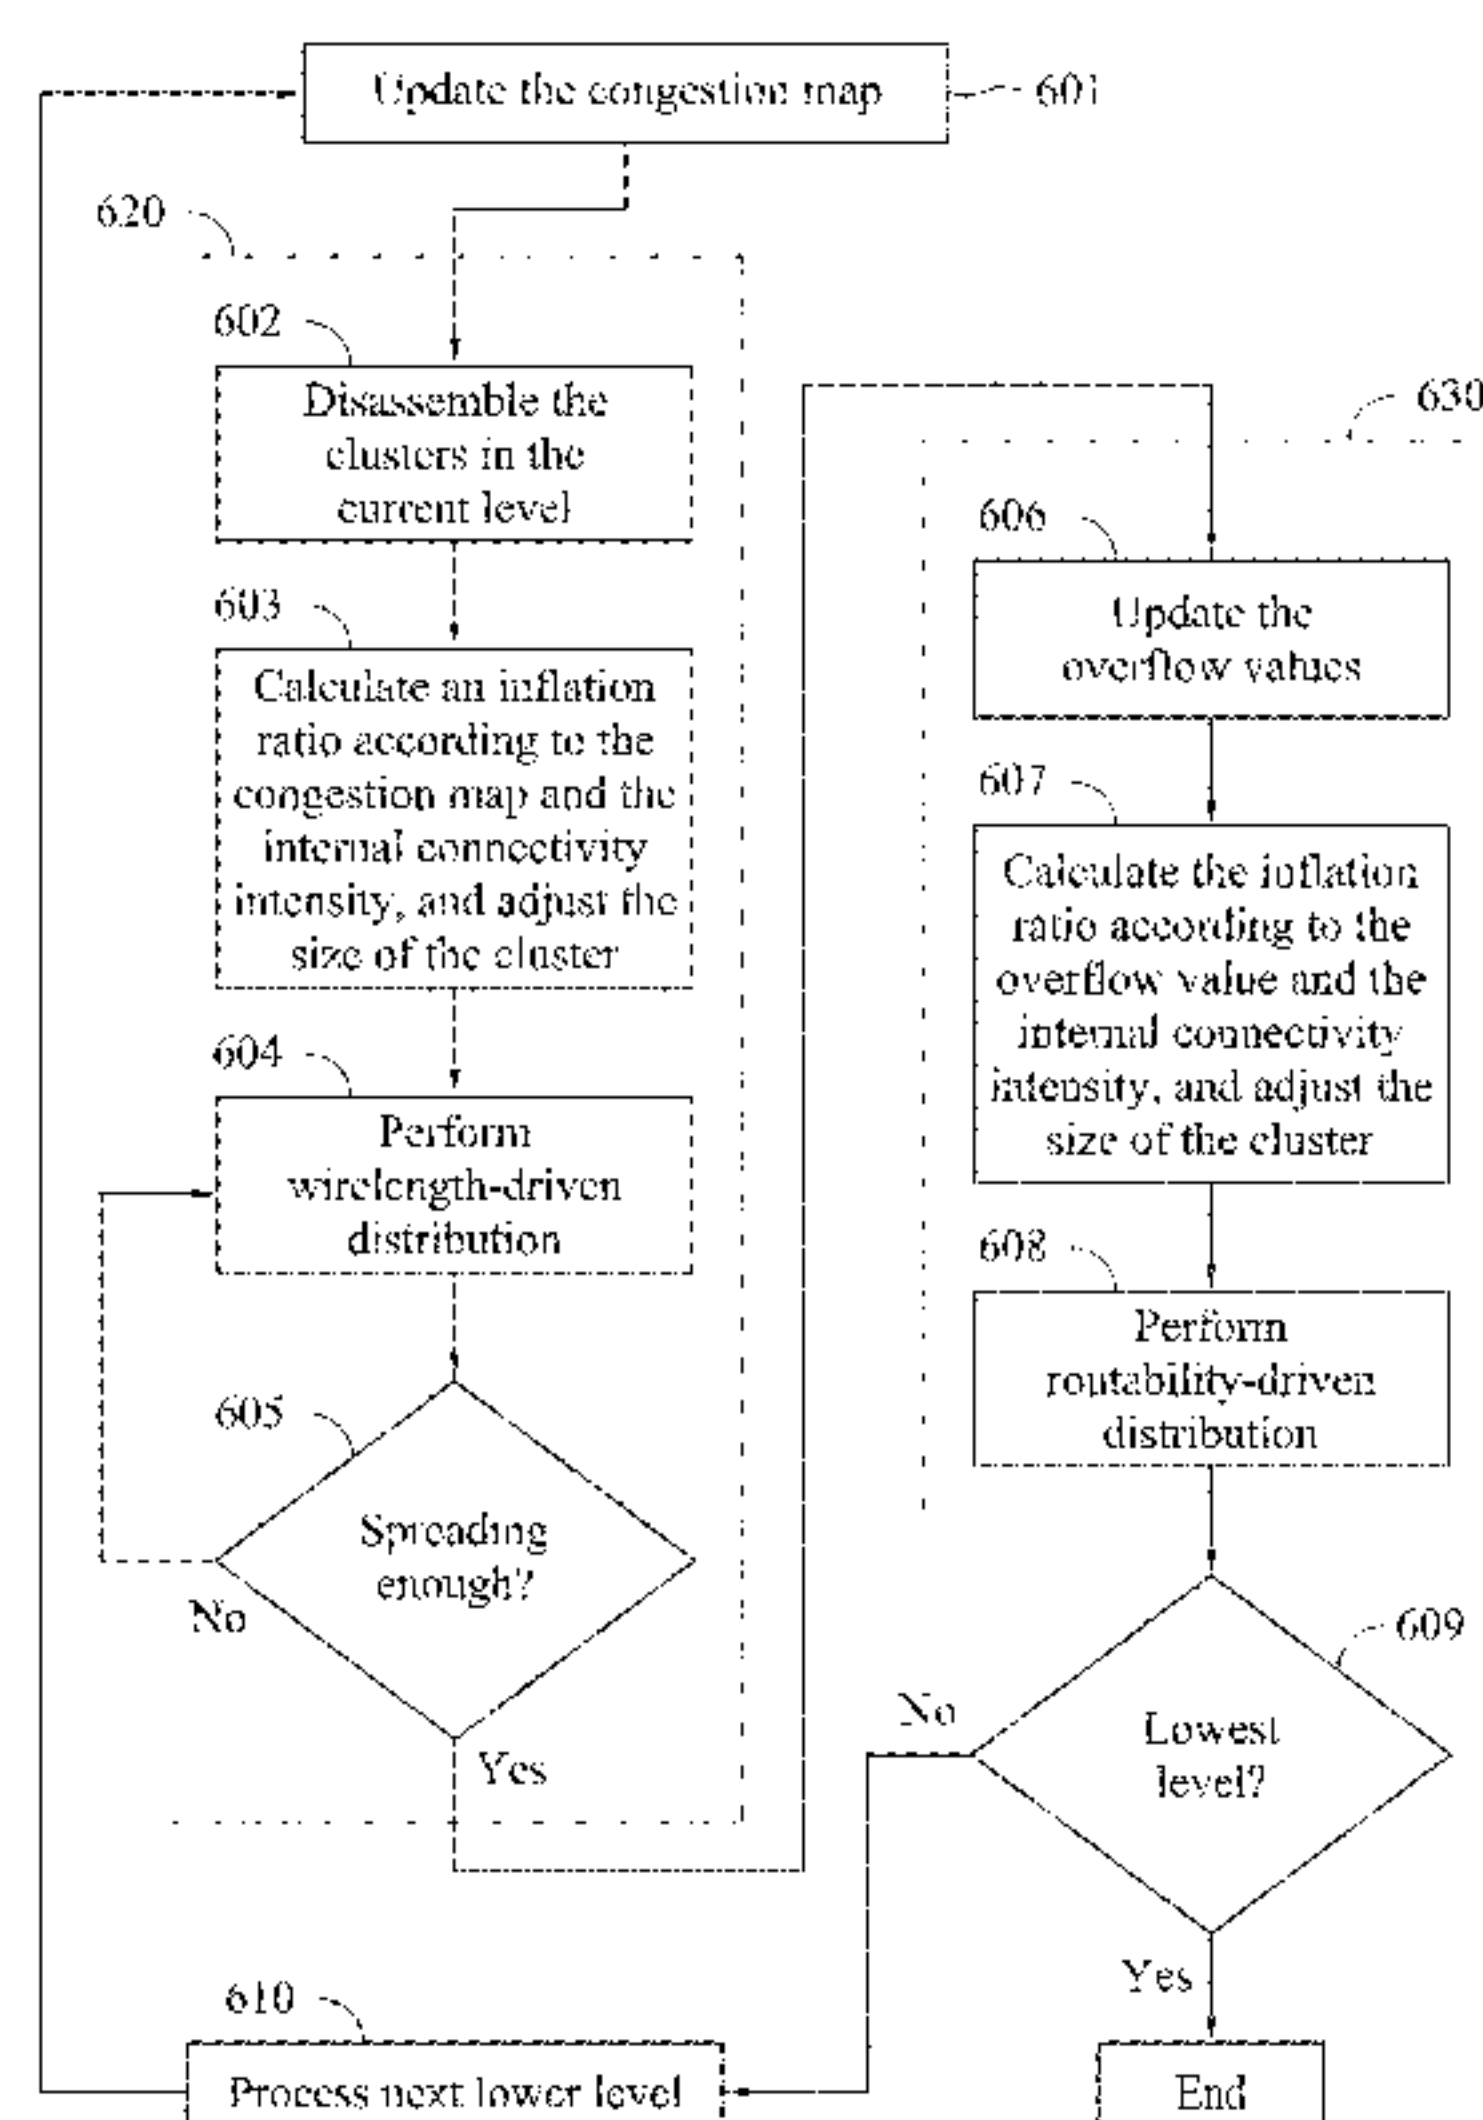 Update the congestion map
601
620
602
Disassemble the
clusters in the
current level
603
Calculate an inflation
ratio according to the
congestion map and the
internal connectivity
intensity, and adjust the
size of the cluster
604
Perform
wirelength-driven
distribution
605
Spreading
enough?
No
Yes
630
606
Update the
overflow values
607
Calculate the inflation
ratio according to the
overflow value and the
internal connectivity
intensity, and adjust the
size of the cluster
608
Perform
routability-driven
distribution
609
Lowest
level?
No
Yes
610
Process next lower level
End